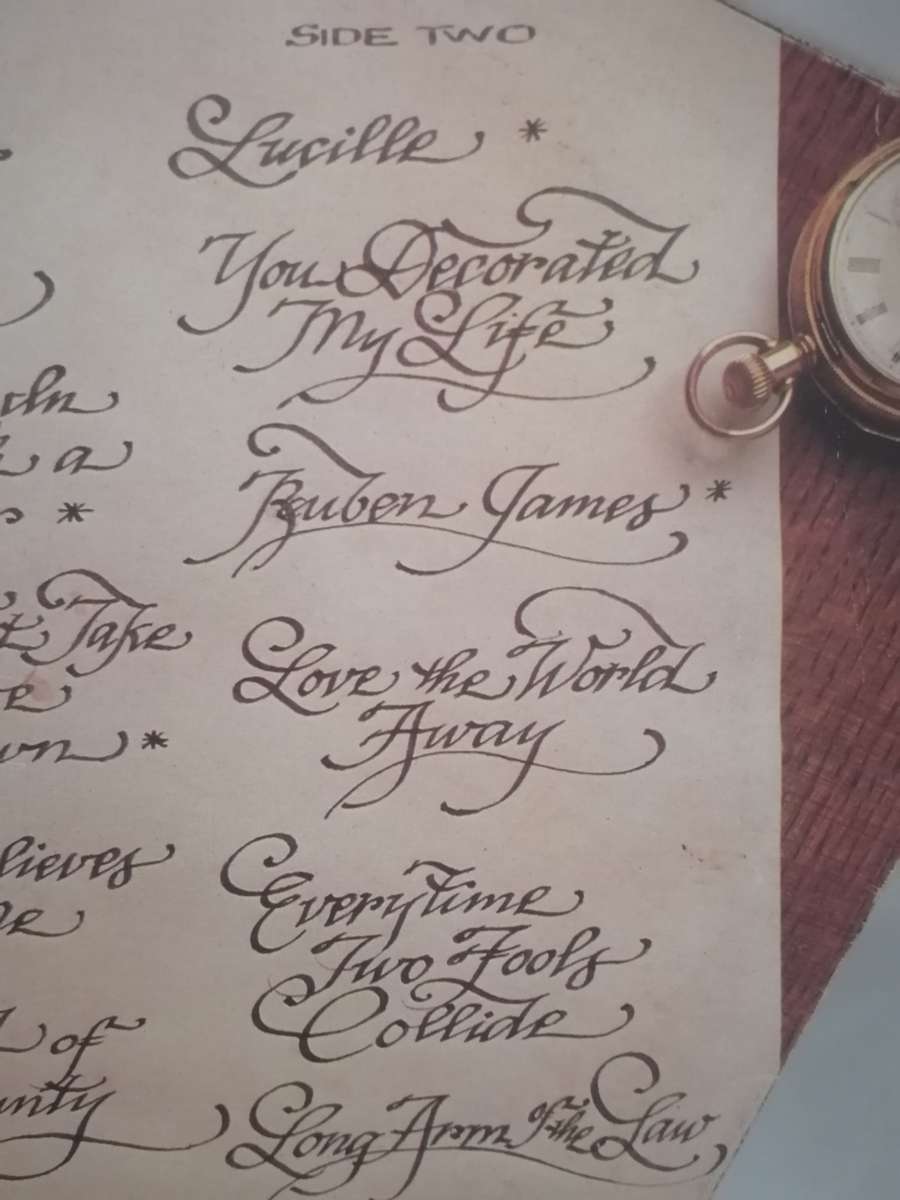 a
*
Take
*
lieves
of
unty
SIDE TWO
Lucille *
You Decorated
My Life
Reuben James *
Love the World
Away
Everytime
Two Fools
Collide
Long Arm of the Law